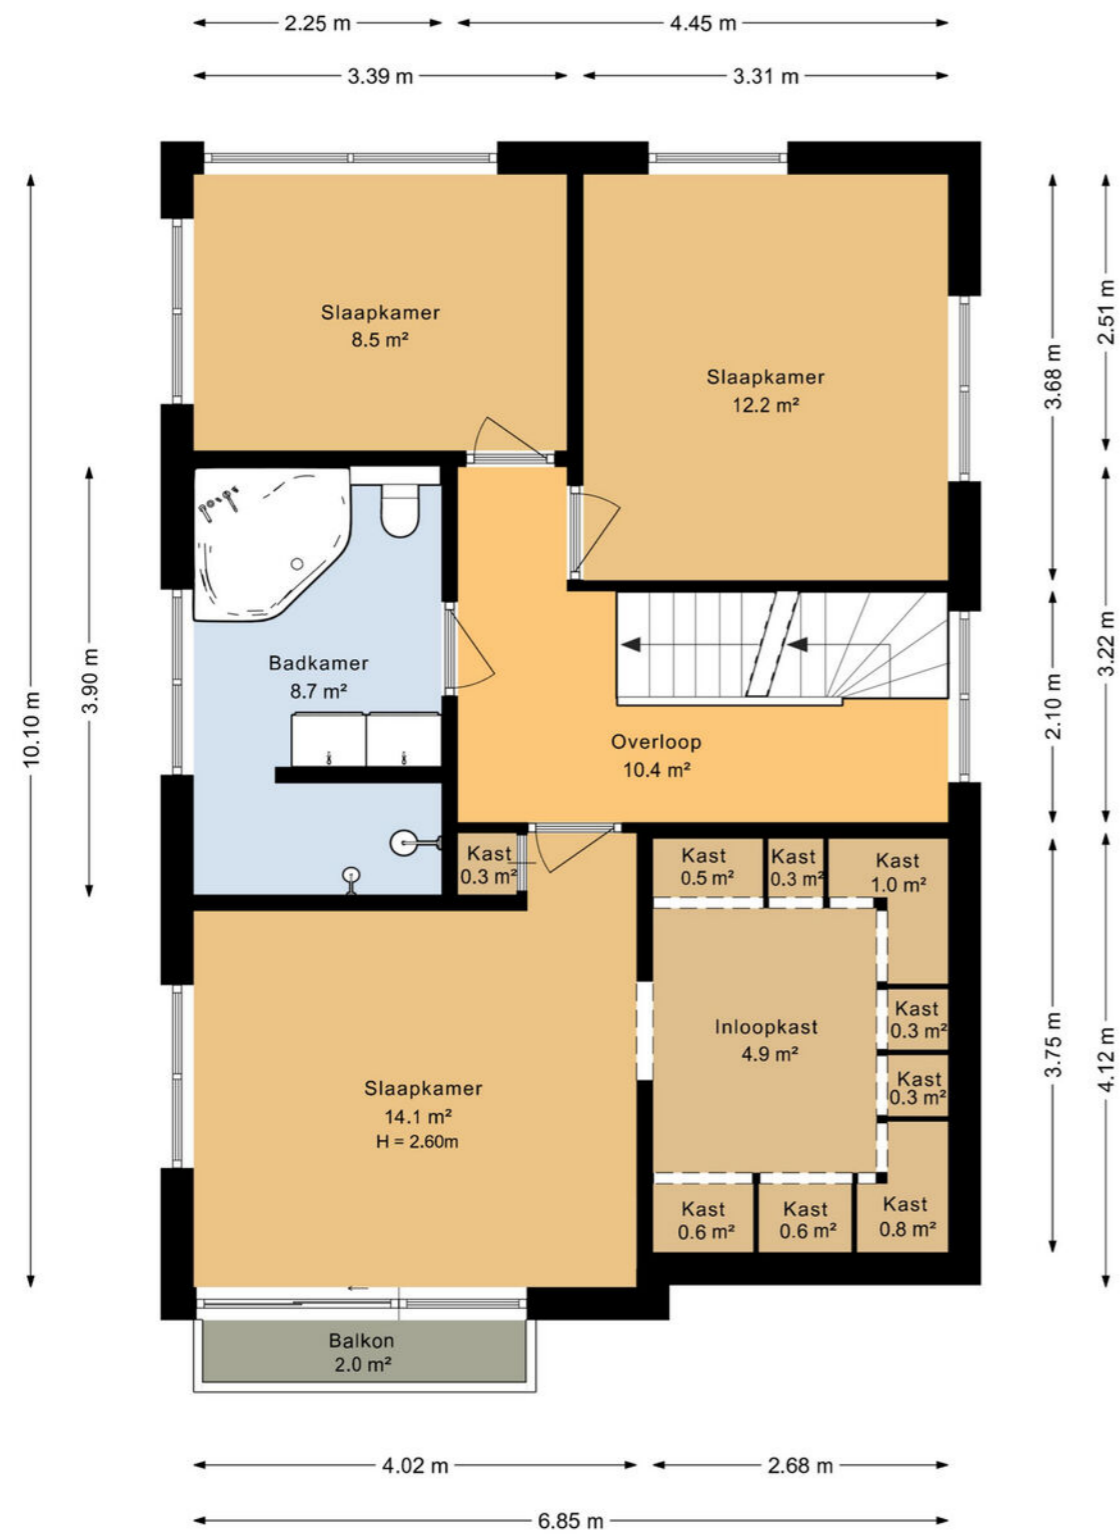 2.25 m
4.45 m
3.39 m
3.31 m
Slaapkamer
8.5 m²
Slaapkamer
12.2 m²
2.51 m
3.68 m
Badkamer
8.7 m²
3.90 m
10.10 m
Overloop
10.4 m²
2.10 m
3.22 m
Kast
0.3 m²
Kast
0.5 m²
Kast
0.3 m²
Kast
1.0 m²
Kast
0.3 m²
Kast
0.3 m²
Inloopkast
4.9 m²
Slaapkamer
14.1 m²
H = 2.60m
3.75 m
4.12 m
Kast
0.6 m²
Kast
0.6 m²
Kast
0.8 m²
Balkon
2.0 m²
4.02 m
2.68 m
6.85 m